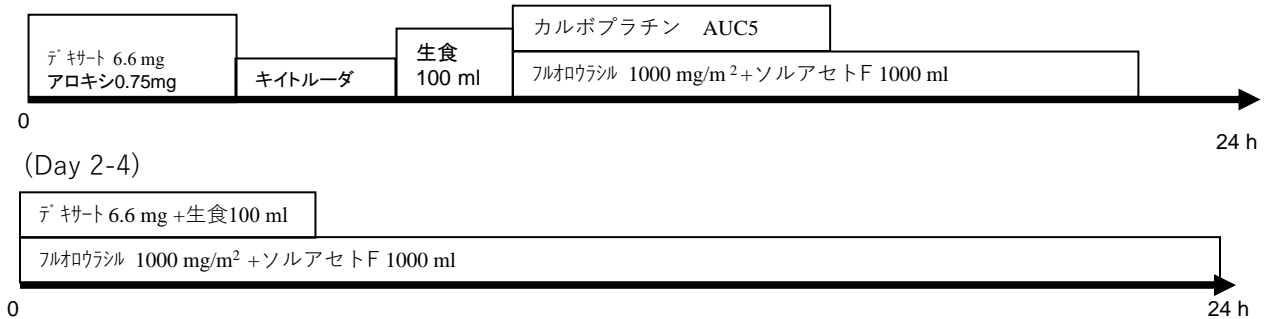 カルボプラチン AUC5
ﾃﾞｷｻｰﾄ 6.6 mg
アロキシ0.75mg
キイトルーダ
生食
100 ml
ﾌﾙｵﾛｳﾗｼﾙ 1000 mg/m²+ソルアセトF 1000 ml
0
24 h
(Day 2-4)
ﾃﾞｷｻｰﾄ 6.6 mg +生食100 ml
ﾌﾙｵﾛｳﾗｼﾙ 1000 mg/m² +ソルアセトF 1000 ml
0
24 h